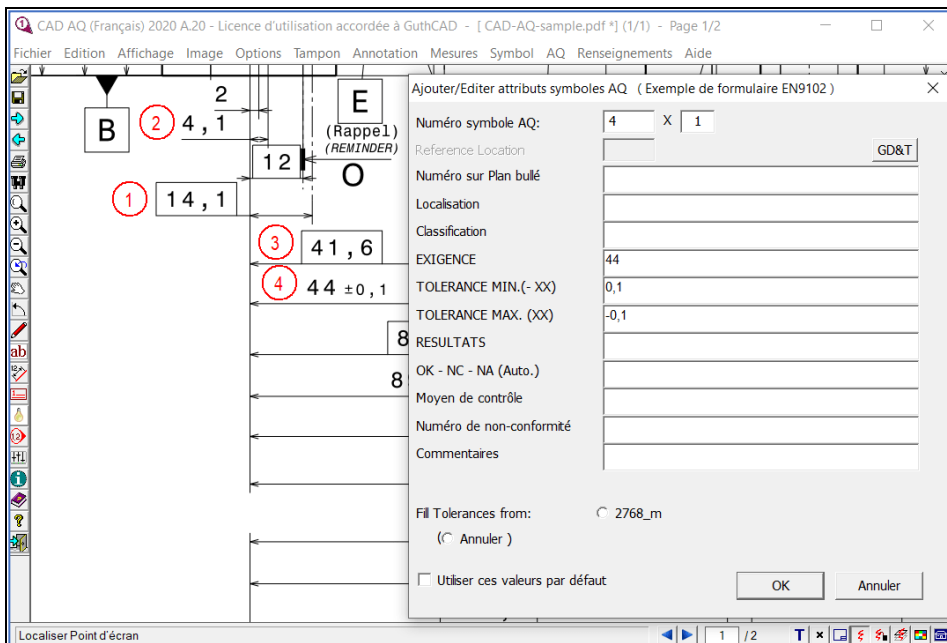 CAD AQ (Français) 2020 A.20 - Licence d'utilisation accordée à GuthCAD - [ CAD-AQ-sample.pdf *] (1/1) - Page 1/2
Fichier Edition Affichage Image Options Tampon Annotation Mesures Symbol AQ Renseignements Aide
2
E
B
2 4,1
(Rappel)
(REMINDER)
12
O
1 14,1
3 41,6
4 44 ±0,1
8
8
Ajouter/Editer attributs symboles AQ ( Exemple de formulaire EN9102 )
Numéro symbole AQ: 4 X 1
Reference Location GD&T
Numéro sur Plan bullé
Localisation
Classification
EXIGENCE 44
TOLERANCE MIN.(- XX) 0,1
TOLERANCE MAX. (XX) -0,1
RESULTATS
OK - NC - NA (Auto.)
Moyen de contrôle
Numéro de non-conformité
Commentaires
Fill Tolerances from: 2768_m
( Annuler )
Utiliser ces valeurs par défaut OK Annuler
ab
Localiser Point d'écran 1 /2 T